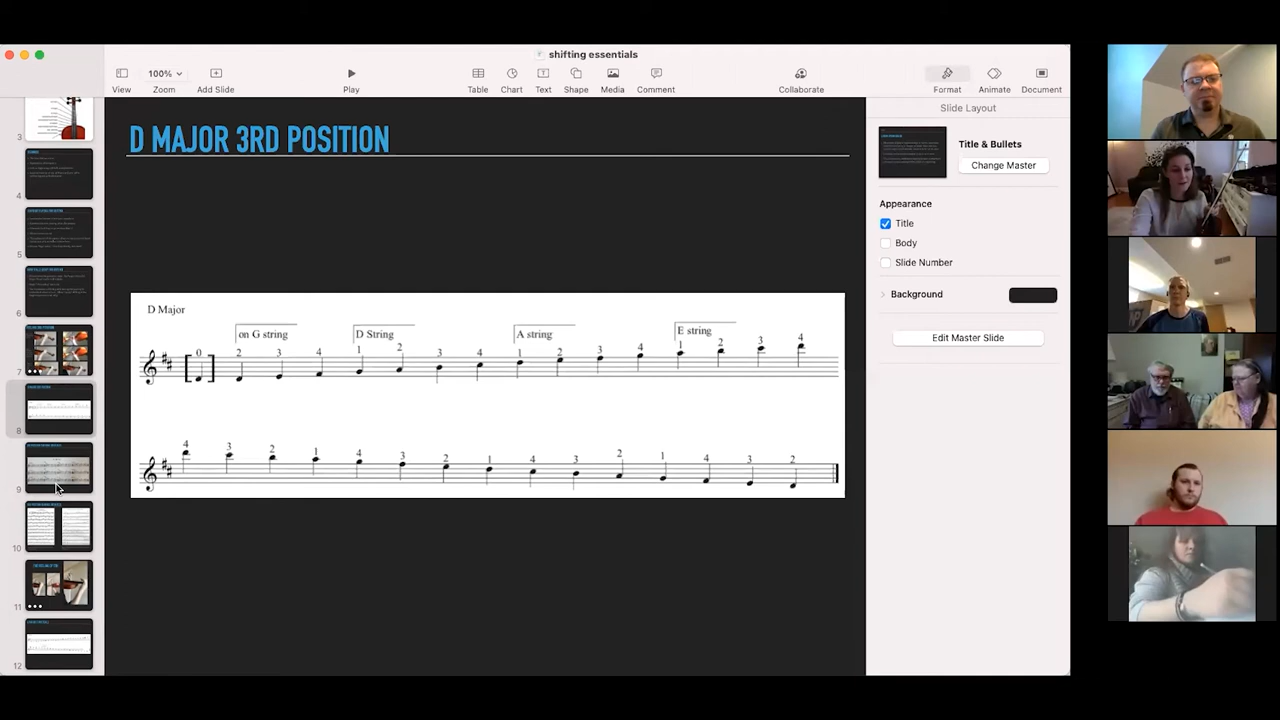 shifting essentials
100%
View Zoom Add Slide Play Table Chart Text Shape Media Comment Collaborate Format Animate Document
Slide Layout
D MAJOR 3RD POSITION
Title & Bullets
Change Master
Appearance
Title
Body
Slide Number
Background
Edit Master Slide
D Major
on G string D String A string E string
0 2 3 4 1 2 3 4 1 2 3 4 1 2 3 4
4 3 2 1 4 3 2 1 4 3 2 1 4 3 2
3
4
5
6
7
8
9
10
11
12